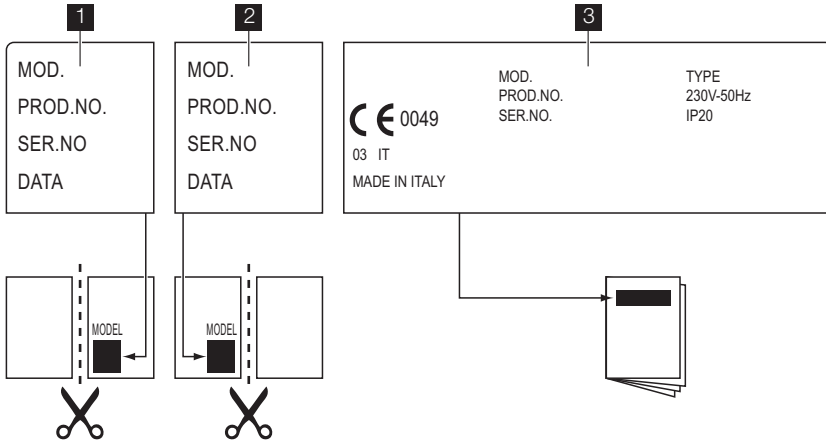 1
MOD.
PROD.NO.
SER.NO
DATA
MODEL
2
MOD.
PROD.NO.
SER.NO
DATA
MODEL
3
CE 0049
03 IT
MADE IN ITALY
MOD.
PROD.NO.
SER.NO.
TYPE
230V-50Hz
IP20